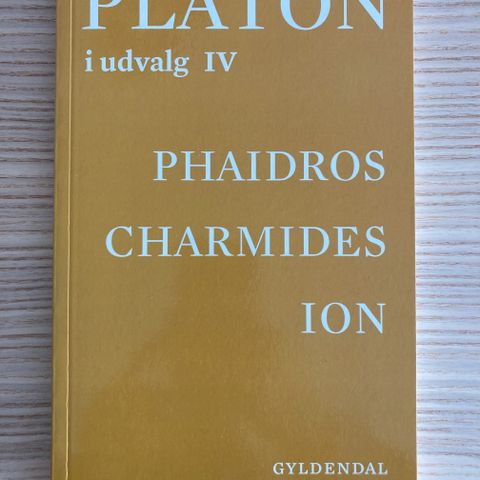 PLATON
i udvalg IV
PHAIDROS
CHARMIDES
ION
GYLDENDAL